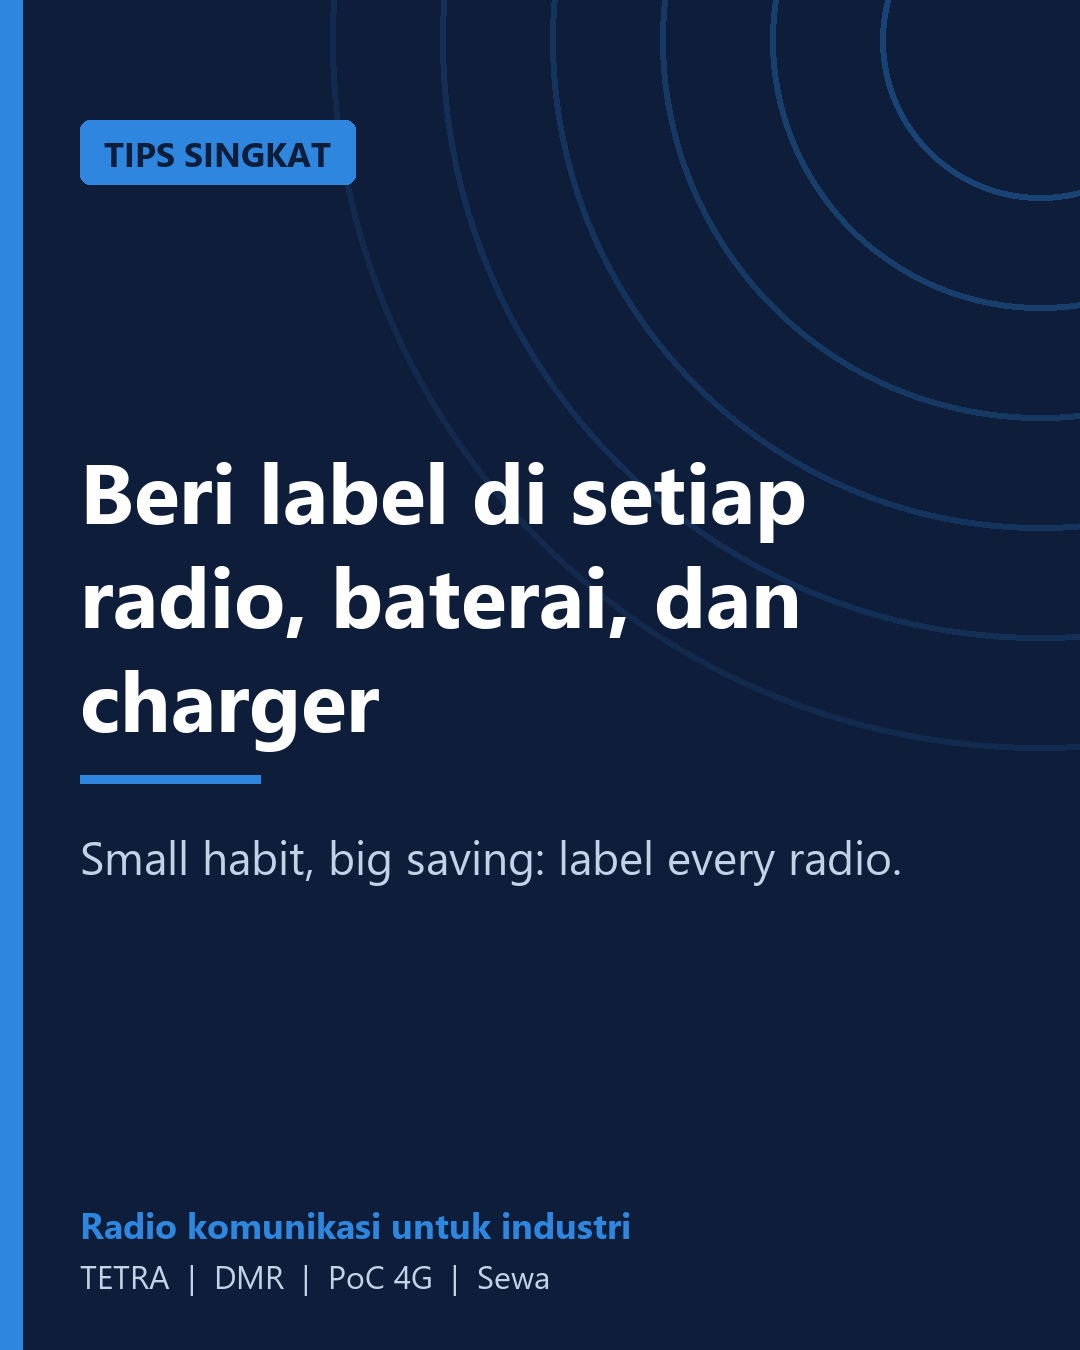 TIPS SINGKAT
Beri label di setiap
radio, baterai, dan
charger
Small habit, big saving: label every radio.
Radio komunikasi untuk industri
TETRA | DMR | PoC 4G | Sewa